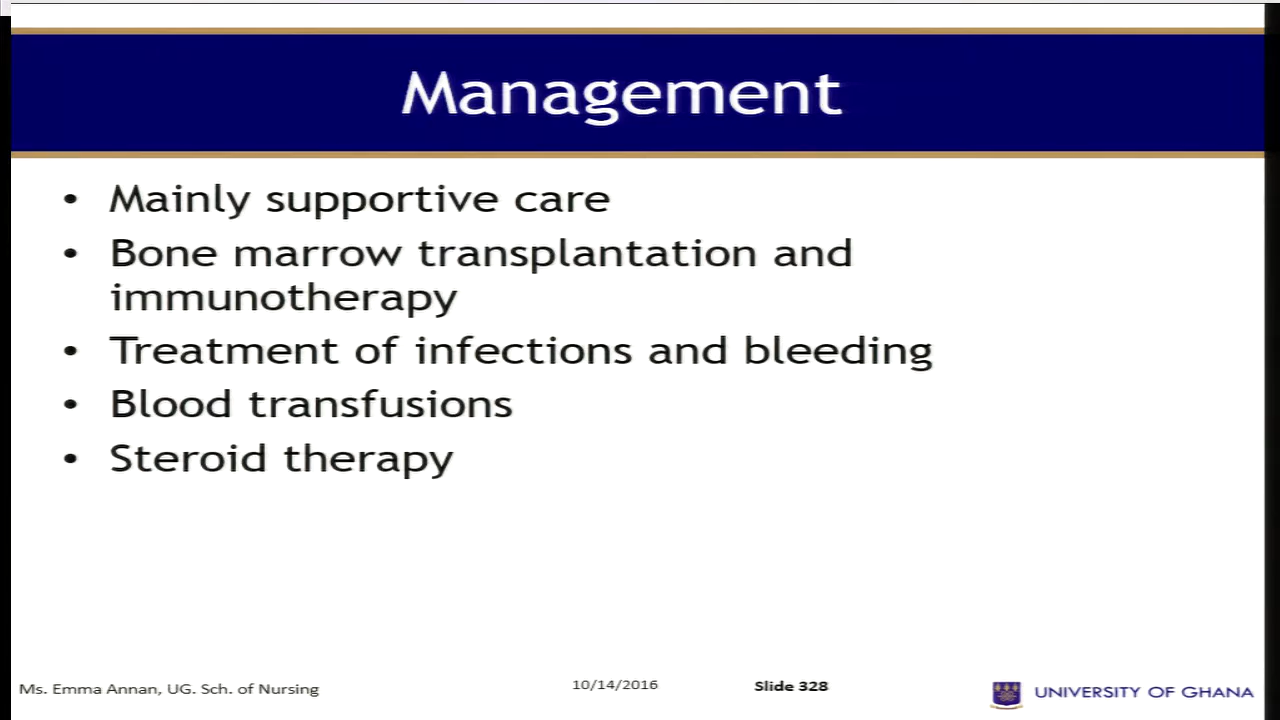 Management
• Mainly supportive care
• Bone marrow transplantation and
immunotherapy
• Treatment of infections and bleeding
• Blood transfusions
• Steroid therapy
Ms. Emma Annan, UG. Sch. of Nursing
10/14/2016
Slide 328
UNIVERSITY OF GHANA